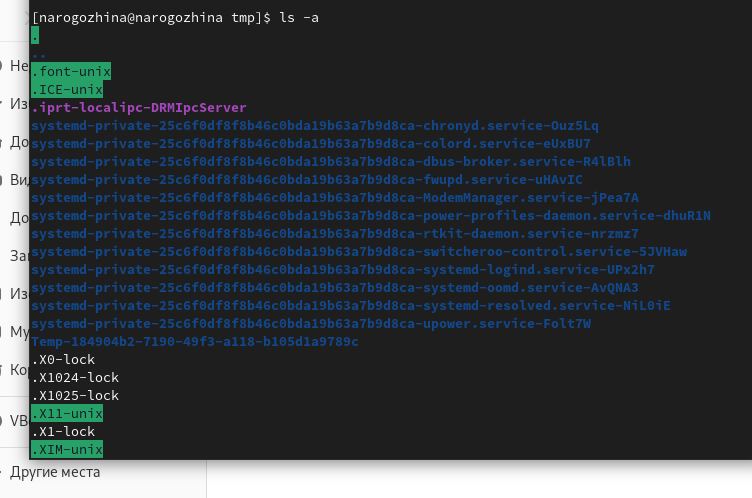 [narogozhina@narogozhina tmp]$ ls -a
.
..
.font-unix
.ICE-unix
.iprt-localipc-DRMIpcServer
systemd-private-25c6f0df8f8b46c0bda19b63a7b9d8ca-chronyd.service-Ouz5Lq
systemd-private-25c6f0df8f8b46c0bda19b63a7b9d8ca-colord.service-eUxBU7
systemd-private-25c6f0df8f8b46c0bda19b63a7b9d8ca-dbus-broker.service-R4lBlh
systemd-private-25c6f0df8f8b46c0bda19b63a7b9d8ca-fwupd.service-uHAvIC
systemd-private-25c6f0df8f8b46c0bda19b63a7b9d8ca-ModemManager.service-jPea7A
systemd-private-25c6f0df8f8b46c0bda19b63a7b9d8ca-power-profiles-daemon.service-dhuR1N
systemd-private-25c6f0df8f8b46c0bda19b63a7b9d8ca-rtkit-daemon.service-nrzmz7
systemd-private-25c6f0df8f8b46c0bda19b63a7b9d8ca-switcheroo-control.service-5JVHaw
systemd-private-25c6f0df8f8b46c0bda19b63a7b9d8ca-systemd-logind.service-UPx2h7
systemd-private-25c6f0df8f8b46c0bda19b63a7b9d8ca-systemd-oomd.service-AvQNA3
systemd-private-25c6f0df8f8b46c0bda19b63a7b9d8ca-systemd-resolved.service-NiL0iE
systemd-private-25c6f0df8f8b46c0bda19b63a7b9d8ca-upower.service-Folt7W
Temp-184904b2-7190-49f3-a118-b105d1a9789c
.X0-lock
.X1024-lock
.X1025-lock
.X11-unix
.X1-lock
.XIM-unix
Не
Из
До
Ви
До
За
Из
Му
Ко
VB
Другие места